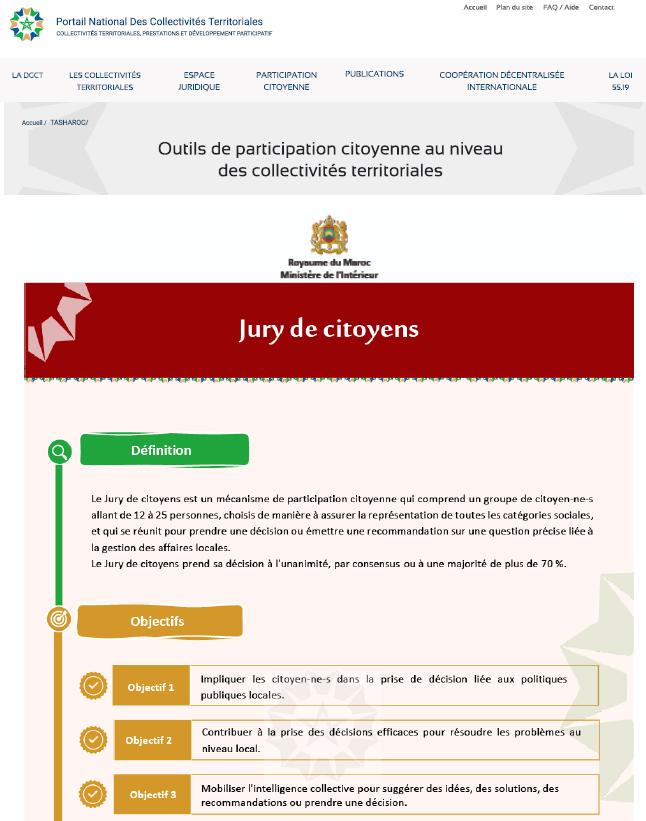 Accueil Plan du site FAQ / Aide Contact
Portail National Des Collectivités Territoriales
COLLECTIVITÉS TERRITORIALES, PRESTATIONS ET DÉVELOPPEMENT PARTICIPATIF
LA DGCT LES COLLECTIVITÉS TERRITORIALES ESPACE JURIDIQUE PARTICIPATION CITOYENNE PUBLICATIONS COOPÉRATION DÉCENTRALISÉE INTERNATIONALE LA LOI 55.19
Accueil / TASHAROC/
Outils de participation citoyenne au niveau
des collectivités territoriales
Royaume du Maroc
Ministère de l'Intérieur
Jury de citoyens
Définition
Le Jury de citoyens est un mécanisme de participation citoyenne qui comprend un groupe de citoyen-ne-s
allant de 12 à 25 personnes, choisis de manière à assurer la représentation de toutes les catégories sociales,
et qui se réunit pour prendre une décision ou émettre une recommandation sur une question précise liée à
la gestion des affaires locales.
Le Jury de citoyens prend sa décision à l'unanimité, par consensus ou à une majorité de plus de 70 %.
Objectifs
Objectif 1
Impliquer les citoyen-ne-s dans la prise de décision liée aux politiques
publiques locales.
Objectif 2
Contribuer à la prise des décisions efficaces pour résoudre les problèmes au
niveau local.
Objectif 3
Mobiliser l'intelligence collective pour suggérer des idées, des solutions, des
recommandations ou prendre une décision.